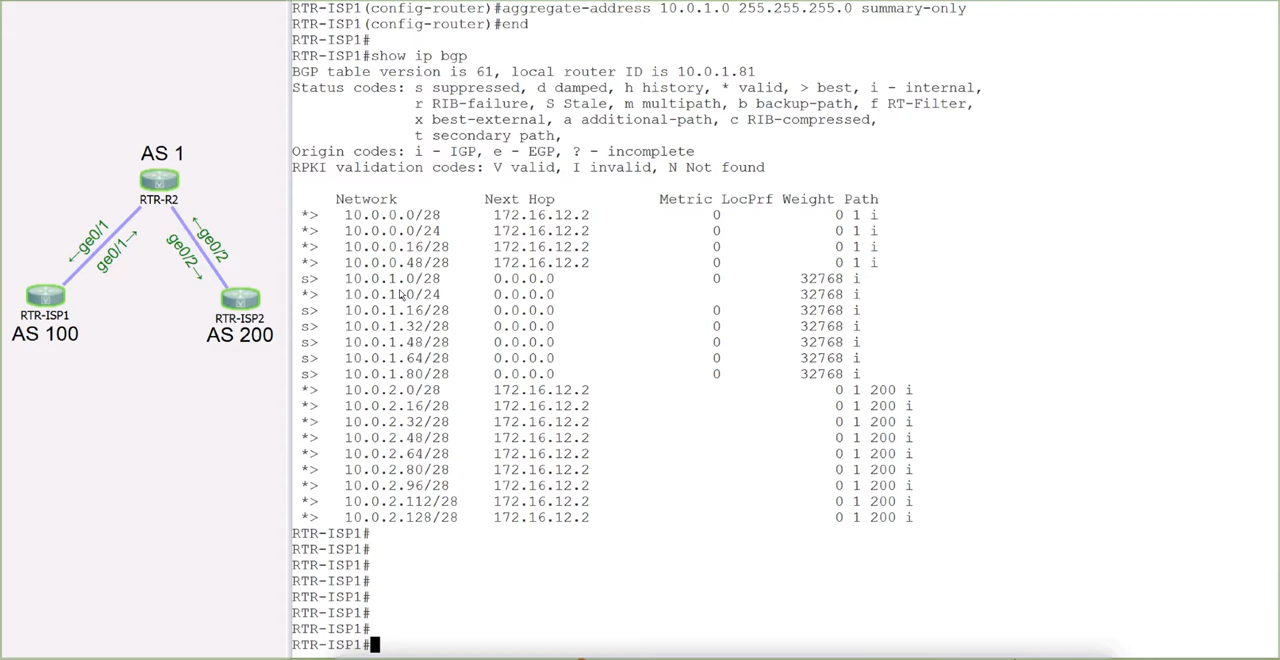 RTR-ISP1(config-router)#aggregate-address 10.0.1.0 255.255.255.0 summary-only
RTR-ISP1(config-router)#end
RTR-ISP1#
RTR-ISP1#show ip bgp
BGP table version is 61, local router ID is 10.0.1.81
Status codes: s suppressed, d damped, h history, * valid, > best, i - internal,
r RIB-failure, S Stale, m multipath, b backup-path, f RT-Filter,
x best-external, a additional-path, c RIB-compressed,
t secondary path,
Origin codes: i - IGP, e - EGP, ? - incomplete
RPKI validation codes: V valid, I invalid, N Not found
Network Next Hop Metric LocPrf Weight Path
*> 10.0.0.0/28 172.16.12.2 0 0 1 i
*> 10.0.0.0/24 172.16.12.2 0 0 1 i
*> 10.0.0.16/28 172.16.12.2 0 0 1 i
*> 10.0.0.48/28 172.16.12.2 0 0 1 i
s> 10.0.1.0/28 0.0.0.0 0 32768 i
*> 10.0.1.0/24 0.0.0.0 32768 i
s> 10.0.1.16/28 0.0.0.0 0 32768 i
s> 10.0.1.32/28 0.0.0.0 0 32768 i
s> 10.0.1.48/28 0.0.0.0 0 32768 i
s> 10.0.1.64/28 0.0.0.0 0 32768 i
s> 10.0.1.80/28 0.0.0.0 0 32768 i
*> 10.0.2.0/28 172.16.12.2 0 1 200 i
*> 10.0.2.16/28 172.16.12.2 0 1 200 i
*> 10.0.2.32/28 172.16.12.2 0 1 200 i
*> 10.0.2.48/28 172.16.12.2 0 1 200 i
*> 10.0.2.64/28 172.16.12.2 0 1 200 i
*> 10.0.2.80/28 172.16.12.2 0 1 200 i
*> 10.0.2.96/28 172.16.12.2 0 1 200 i
*> 10.0.2.112/28 172.16.12.2 0 1 200 i
*> 10.0.2.128/28 172.16.12.2 0 1 200 i
RTR-ISP1#
RTR-ISP1#
RTR-ISP1#
RTR-ISP1#
RTR-ISP1#
RTR-ISP1#
RTR-ISP1#
RTR-ISP1#
AS 1
RTR-R2
←ge0/1
ge0/1→
←ge0/2
ge0/2→
RTR-ISP1
AS 100
RTR-ISP2
AS 200